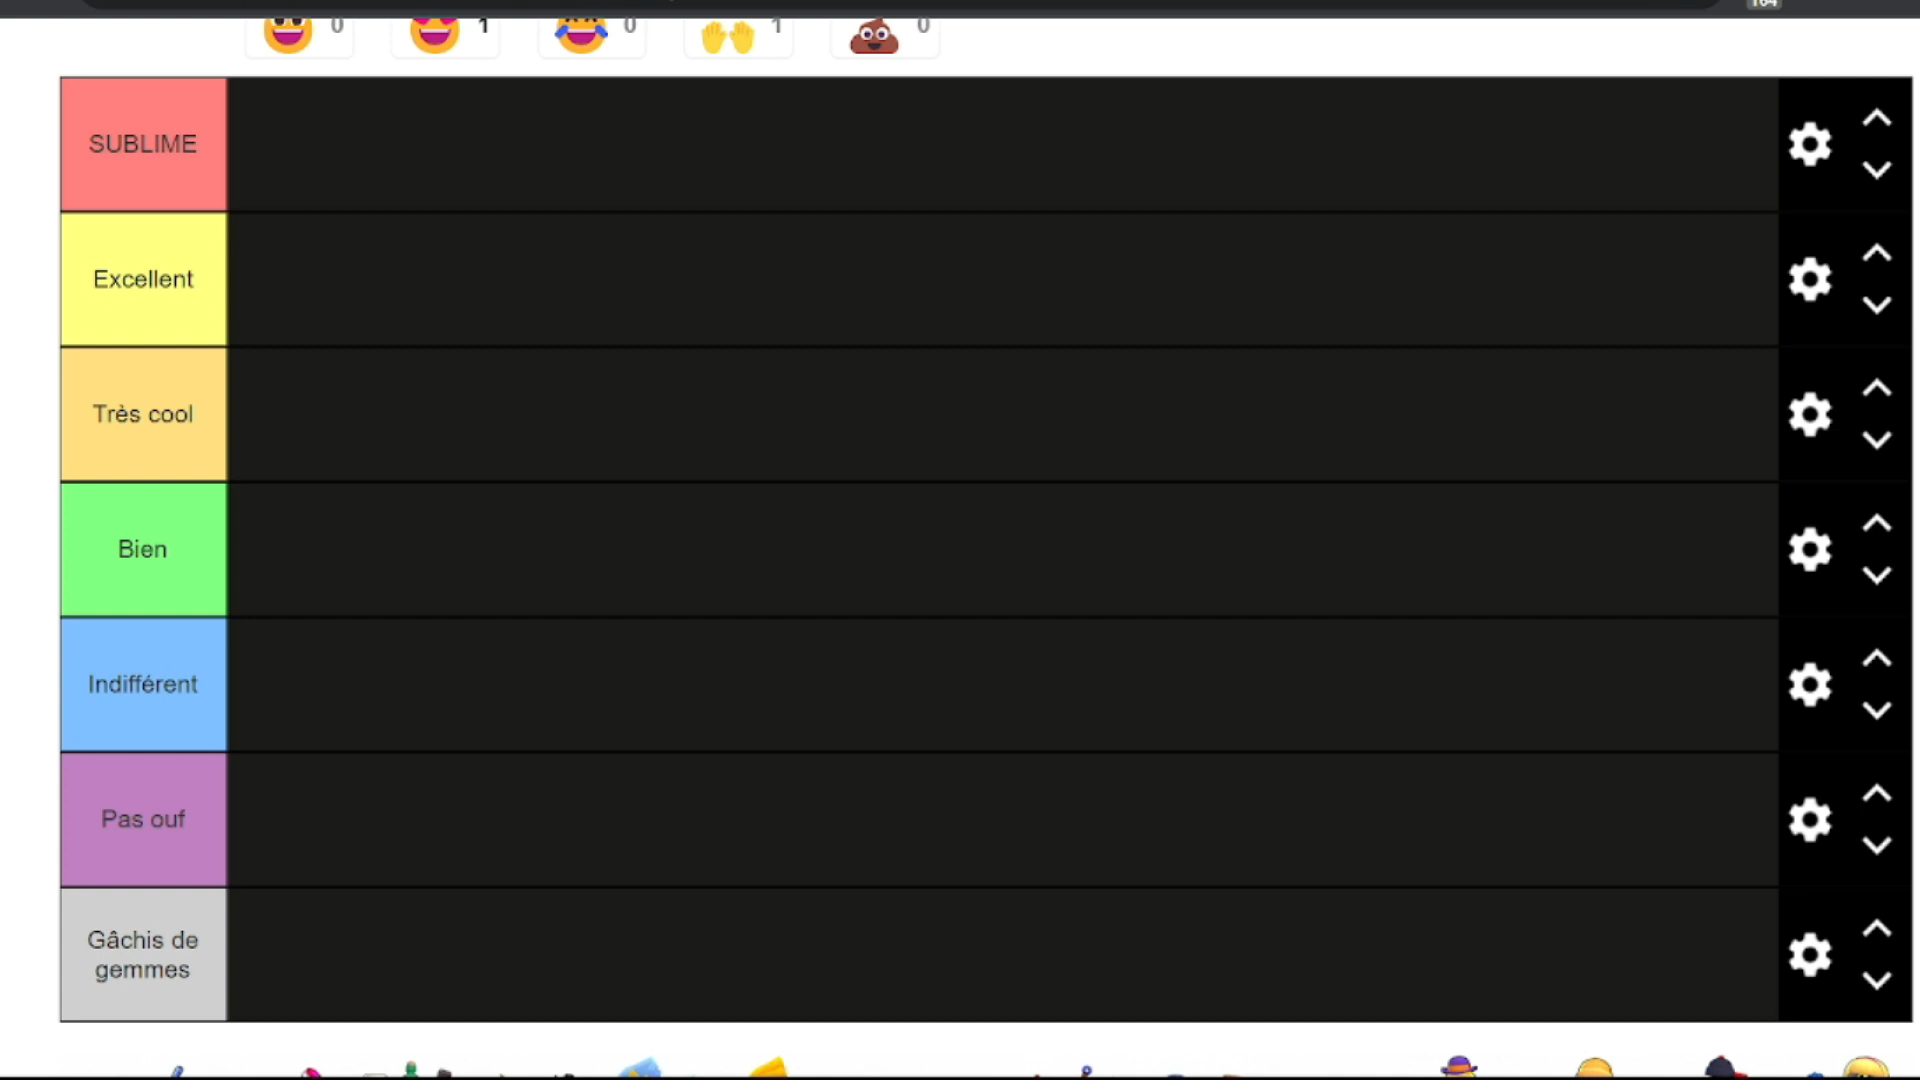 0 1 0 1 0
SUBLIME
Excellent
Très cool
Bien
Indifférent
Pas ouf
Gâchis de
gemmes